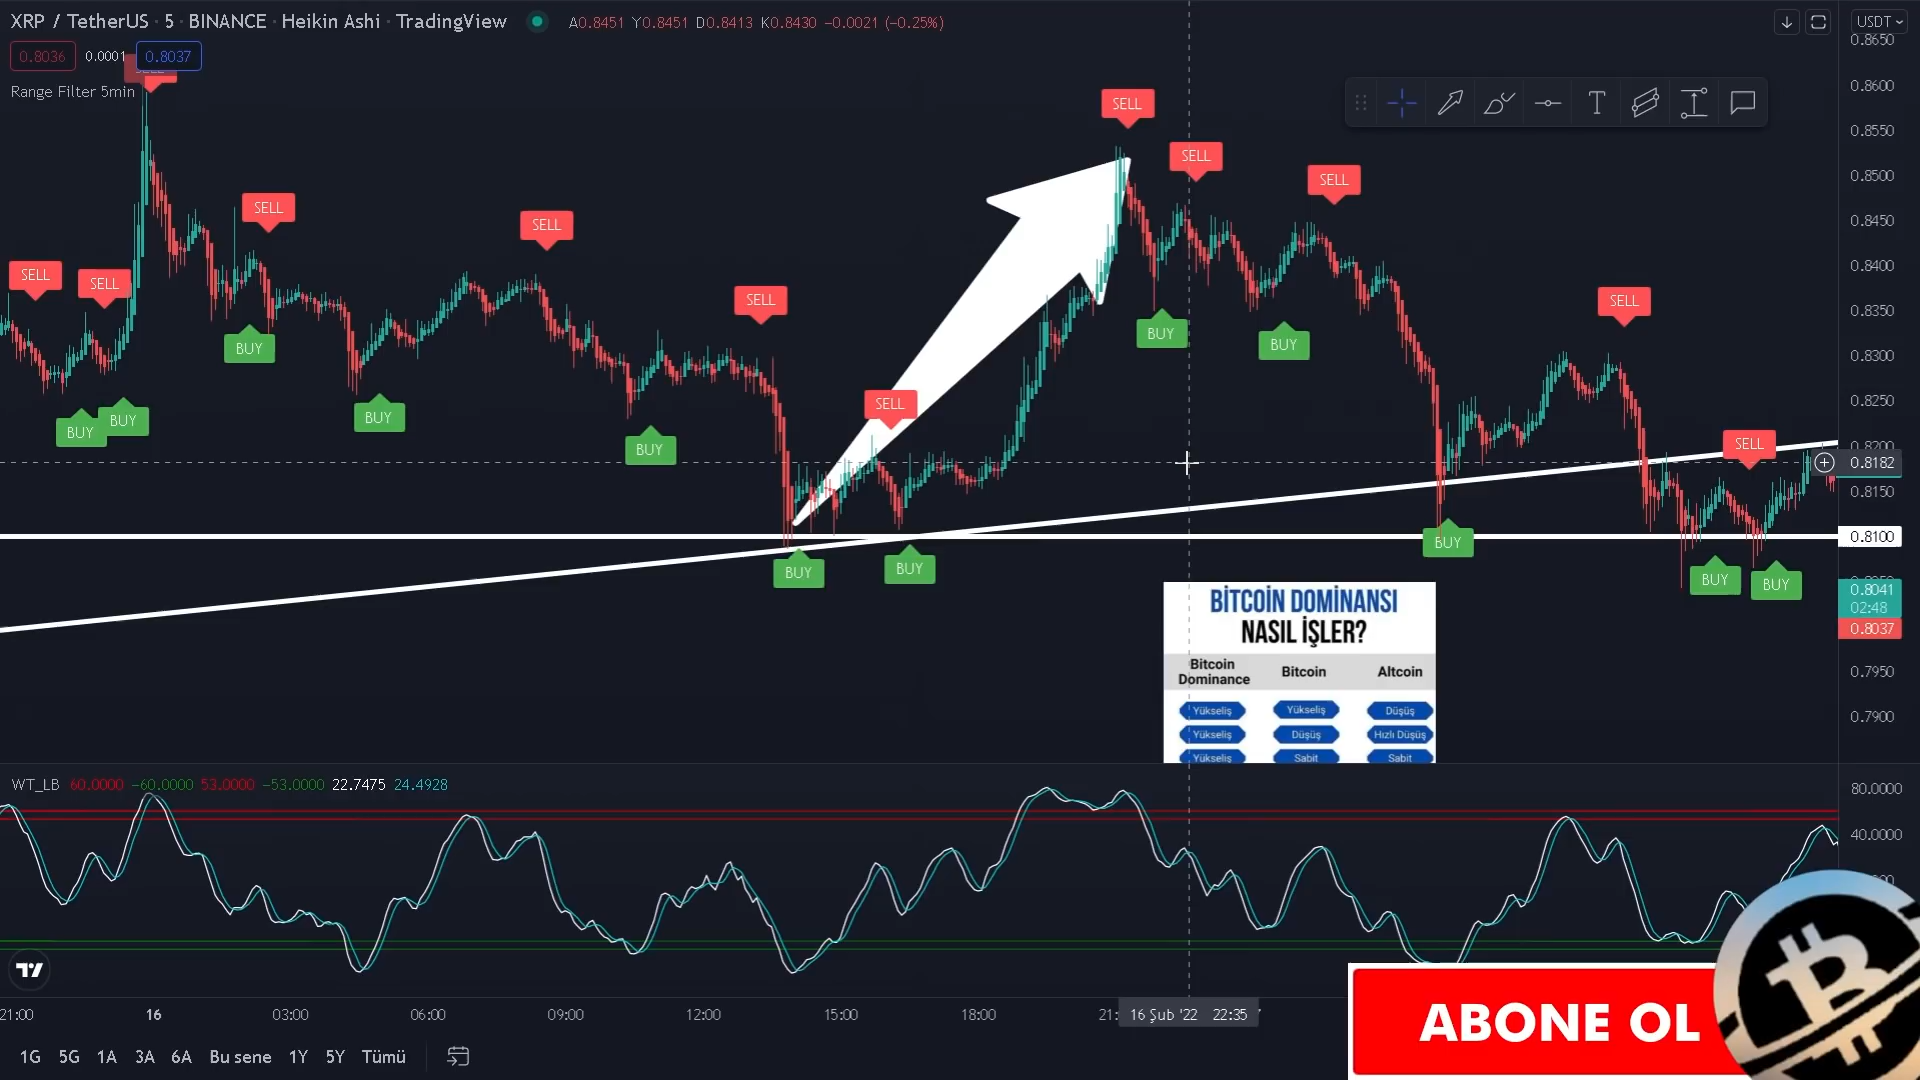 XRP / TetherUS · 5 · BINANCE · Heikin Ashi · TradingView A0.8451 Y0.8451 D0.8413 K0.8430 −0.0021 (−0.25%)
USDT
0.8036 0.0001 0.8037
Range Filter 5min
SELL
SELL
SELL
SELL
SELL
SELL
SELL
SELL
SELL
SELL
SELL
SELL
BUY
BUY
BUY
BUY
BUY
BUY
BUY
BUY
BUY
BUY
BUY
BUY
0.8650
0.8600
0.8550
0.8500
0.8450
0.8400
0.8350
0.8300
0.8250
0.8200
0.8182
0.8150
0.8100
0.8041
02:48
0.8037
0.7950
0.7900
BİTCOİN DOMİNANSI
NASIL İŞLER?
Bitcoin Dominance Bitcoin Altcoin
Yükseliş Yükseliş Düşüş
Yükseliş Düşüş Hızlı Düşüş
Yükseliş Sabit Sabit
WT_LB 60.0000 −60.0000 53.0000 −53.0000 22.7475 24.4928
80.0000
40.0000
21:00 16 03:00 06:00 09:00 12:00 15:00 18:00 16 Şub '22 22:35
1G 5G 1A 3A 6A Bu sene 1Y 5Y Tümü
ABONE OL